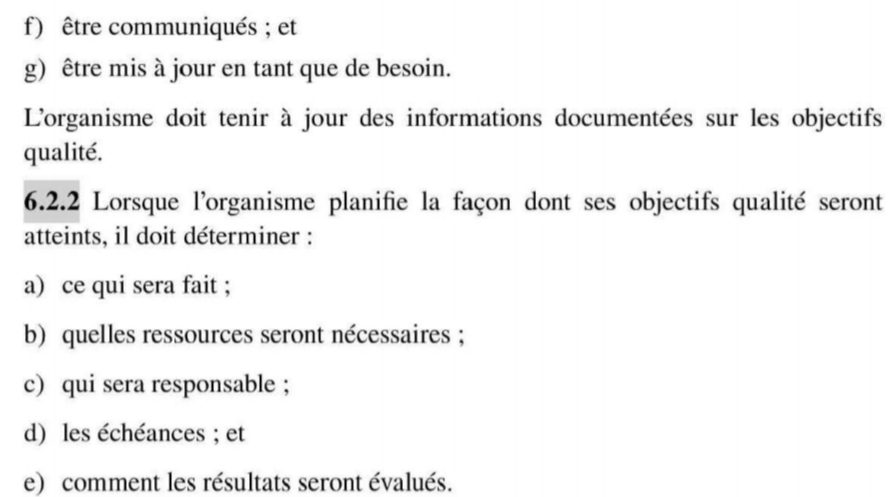 f) être communiqués ; et
g) être mis à jour en tant que de besoin.
L’organisme doit tenir à jour des informations documentées sur les objectifs
qualité.
6.2.2 Lorsque l’organisme planifie la façon dont ses objectifs qualité seront
atteints, il doit déterminer :
a) ce qui sera fait ;
b) quelles ressources seront nécessaires ;
c) qui sera responsable ;
d) les échéances ; et
e) comment les résultats seront évalués.